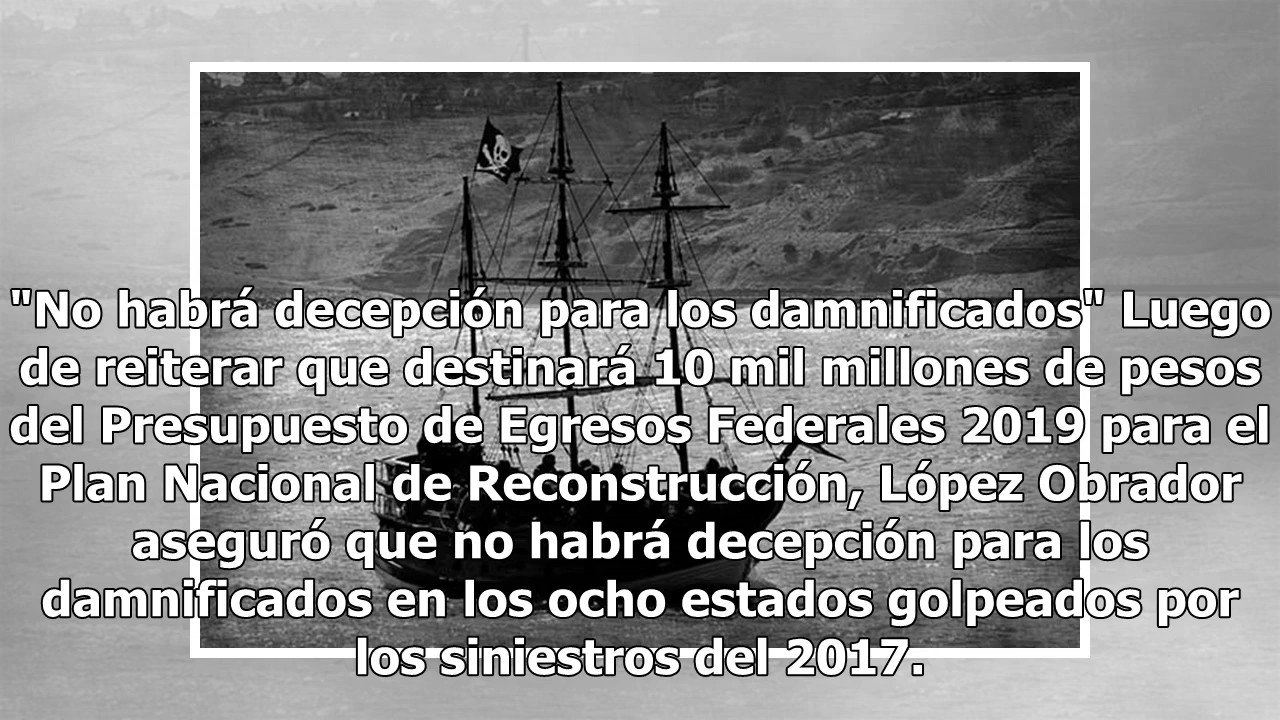 "No habrá decepción para los damnificados" Luego
de reiterar que destinará 10 mil millones de pesos
del Presupuesto de Egresos Federales 2019 para el
Plan Nacional de Reconstrucción, López Obrador
aseguró que no habrá decepción para los
damnificados en los ocho estados golpeados por
los siniestros del 2017.